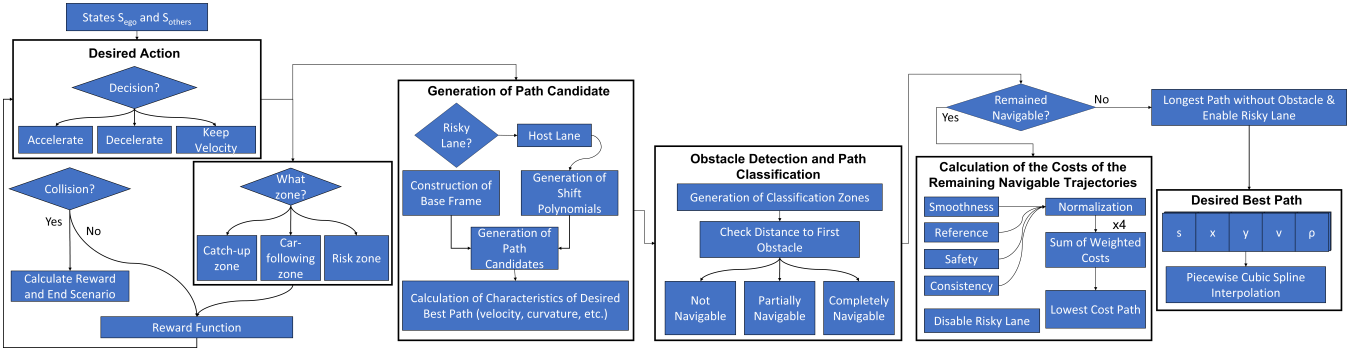 States S_ego and S_others
Desired Action
Decision?
Accelerate
Decelerate
Keep
Velocity
Collision?
Yes
No
Calculate Reward
and End Scenario
What
zone?
Catch-up
zone
Car-
following
zone
Risk zone
Reward Function
Generation of Path Candidate
Risky
Lane?
Host Lane
Construction of
Base Frame
Generation of
Shift
Polynomials
Generation of
Path
Candidates
Calculation of Characteristics of Desired
Best Path (velocity, curvature, etc.)
Obstacle Detection and Path
Classification
Generation of Classification Zones
Check Distance to First
Obstacle
Not
Navigable
Partially
Navigable
Completely
Navigable
Remained
Navigable?
Yes
No
Calculation of the Costs of the
Remaining Navigable Trajectories
Smoothness
Reference
Safety
Consistency
Normalization
x4
Sum of Weighted
Costs
Lowest Cost Path
Disable Risky Lane
Longest Path without Obstacle &
Enable Risky Lane
Desired Best Path
s x y v ρ
Piecewise Cubic Spline
Interpolation